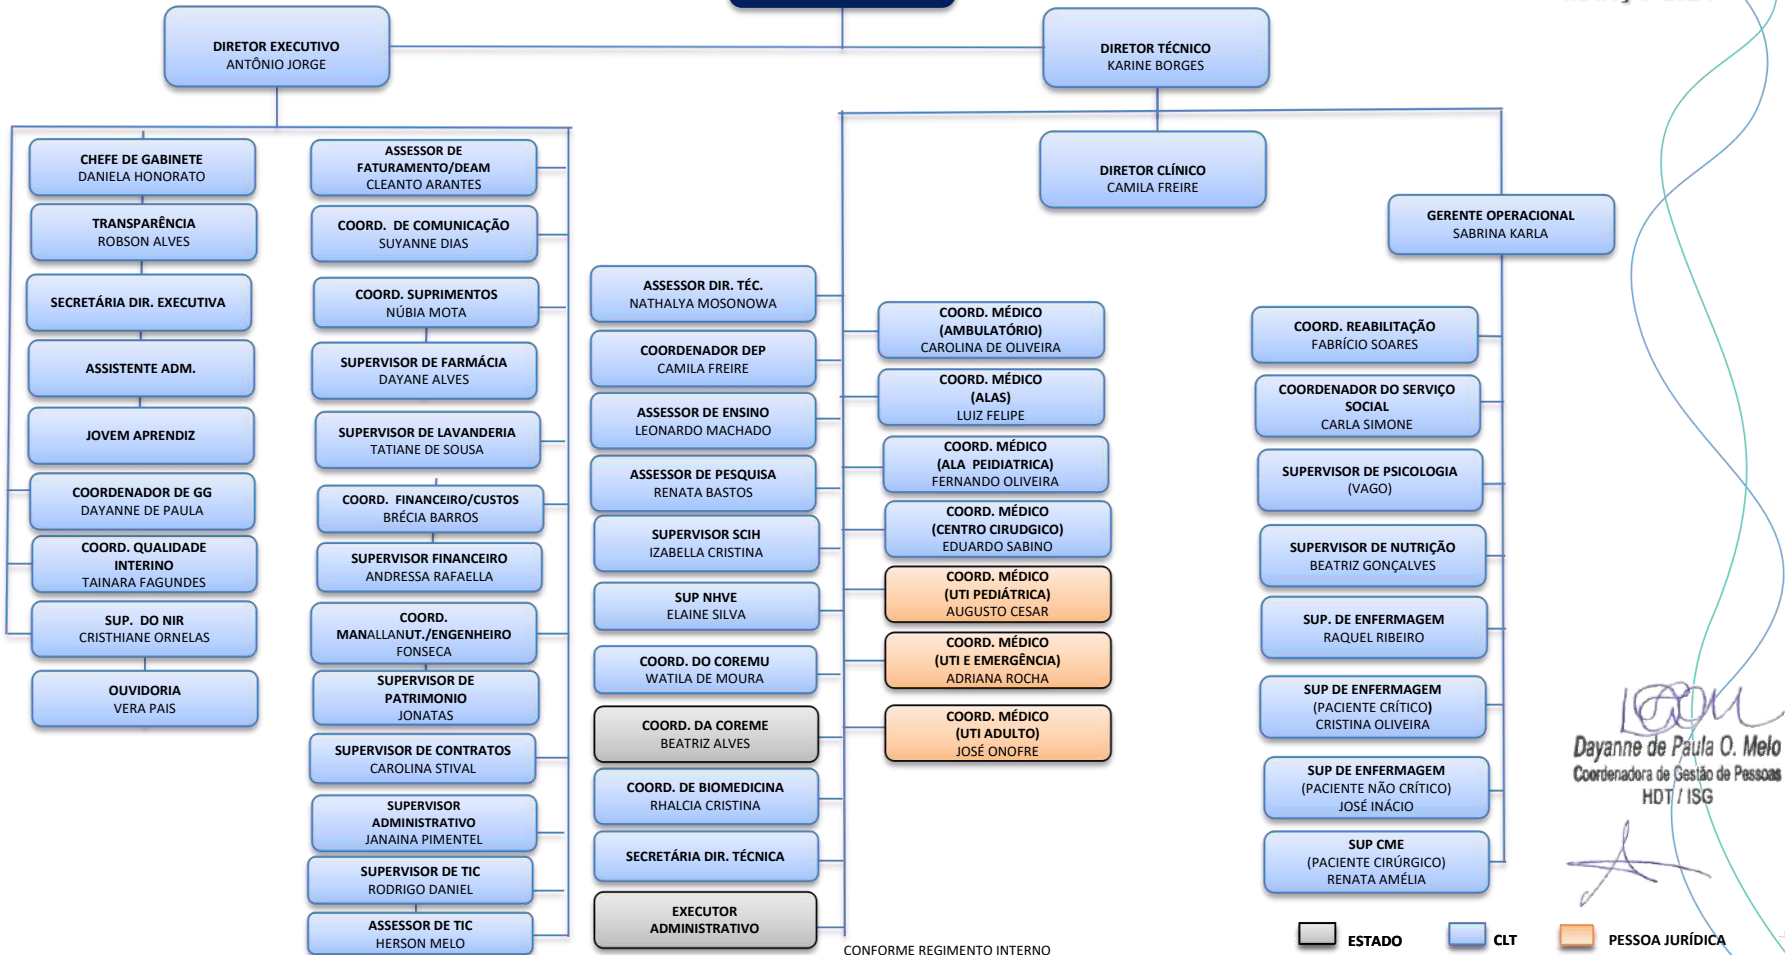 DIRETOR EXECUTIVO
ANTÔNIO JORGE
DIRETOR TÉCNICO
KARINE BORGES
CHEFE DE GABINETE
DANIELA HONORATO
TRANSPARÊNCIA
ROBSON ALVES
SECRETÁRIA DIR. EXECUTIVA
ASSISTENTE ADM.
JOVEM APRENDIZ
COORDENADOR DE GG
DAYANNE DE PAULA
COORD. QUALIDADE
INTERINO
TAINARA FAGUNDES
SUP. DO NIR
CRISTHIANE ORNELAS
OUVIDORIA
VERA PAIS
ASSESSOR DE
FATURAMENTO/DEAM
CLEANTO ARANTES
COORD. DE COMUNICAÇÃO
SUYANNE DIAS
COORD. SUPRIMENTOS
NÚBIA MOTA
SUPERVISOR DE FARMÁCIA
DAYANE ALVES
SUPERVISOR DE LAVANDERIA
TATIANE DE SOUSA
COORD. FINANCEIRO/CUSTOS
BRÉCIA BARROS
SUPERVISOR FINANCEIRO
ANDRESSA RAFAELLA
COORD.
MANALLANUT./ENGENHEIRO
FONSECA
SUPERVISOR DE
PATRIMONIO
JONATAS
SUPERVISOR DE CONTRATOS
CAROLINA STIVAL
SUPERVISOR
ADMINISTRATIVO
JANAINA PIMENTEL
SUPERVISOR DE TIC
RODRIGO DANIEL
ASSESSOR DE TIC
HERSON MELO
DIRETOR CLÍNICO
CAMILA FREIRE
GERENTE OPERACIONAL
SABRINA KARLA
ASSESSOR DIR. TÉC.
NATHALYA MOSONOWA
COORDENADOR DEP
CAMILA FREIRE
ASSESSOR DE ENSINO
LEONARDO MACHADO
ASSESSOR DE PESQUISA
RENATA BASTOS
SUPERVISOR SCIH
IZABELLA CRISTINA
SUP NHVE
ELAINE SILVA
COORD. DO COREMU
WATILA DE MOURA
COORD. DA COREME
BEATRIZ ALVES
COORD. DE BIOMEDICINA
RHALCIA CRISTINA
SECRETÁRIA DIR. TÉCNICA
EXECUTOR
ADMINISTRATIVO
COORD. MÉDICO
(AMBULATÓRIO)
CAROLINA DE OLIVEIRA
COORD. MÉDICO
(ALAS)
LUIZ FELIPE
COORD. MÉDICO
(ALA PEIDIATRICA)
FERNANDO OLIVEIRA
COORD. MÉDICO
(CENTRO CIRUDGICO)
EDUARDO SABINO
COORD. MÉDICO
(UTI PEDIÁTRICA)
AUGUSTO CESAR
COORD. MÉDICO
(UTI E EMERGÊNCIA)
ADRIANA ROCHA
COORD. MÉDICO
(UTI ADULTO)
JOSÉ ONOFRE
COORD. REABILITAÇÃO
FABRÍCIO SOARES
COORDENADOR DO SERVIÇO
SOCIAL
CARLA SIMONE
SUPERVISOR DE PSICOLOGIA
(VAGO)
SUPERVISOR DE NUTRIÇÃO
BEATRIZ GONÇALVES
SUP. DE ENFERMAGEM
RAQUEL RIBEIRO
SUP DE ENFERMAGEM
(PACIENTE CRÍTICO)
CRISTINA OLIVEIRA
SUP DE ENFERMAGEM
(PACIENTE NÃO CRÍTICO)
JOSÉ INÁCIO
SUP CME
(PACIENTE CIRÚRGICO)
RENATA AMÉLIA
Dayanne de Paula O. Melo
Coordenadora de Gestão de Pessoas
HDT / ISG
CONFORME REGIMENTO INTERNO
ESTADO
CLT
PESSOA JURÍDICA